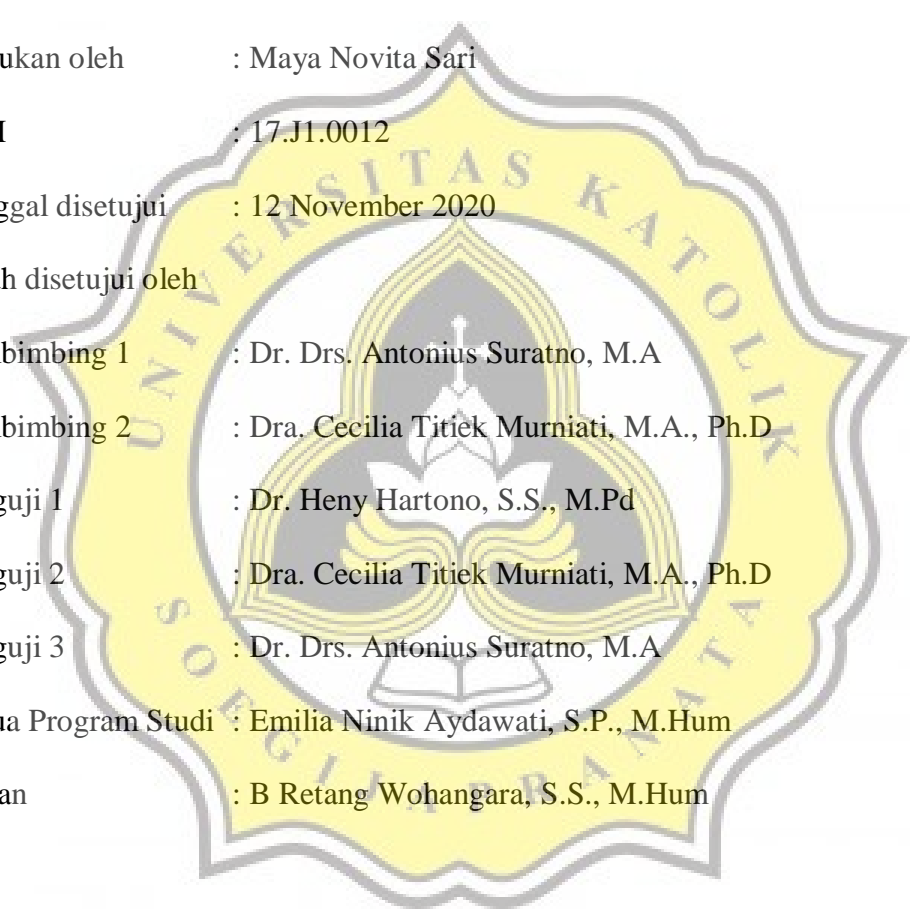 ukan oleh : Maya Novita Sari
I : 17.J1.0012
ggal disetujui : 12 November 2020
h disetujui oleh
bimbing 1 : Dr. Drs. Antonius Suratno, M.A
bimbing 2 : Dra. Cecilia Titiek Murniati, M.A., Ph.D
guji 1 : Dr. Heny Hartono, S.S., M.Pd
guji 2 : Dra. Cecilia Titiek Murniati, M.A., Ph.D
guji 3 : Dr. Drs. Antonius Suratno, M.A
ua Program Studi : Emilia Ninik Aydawati, S.P., M.Hum
an : B Retang Wohangara, S.S., M.Hum
UNIVERSITAS KATOLIK
SOEGIJAPRANATA